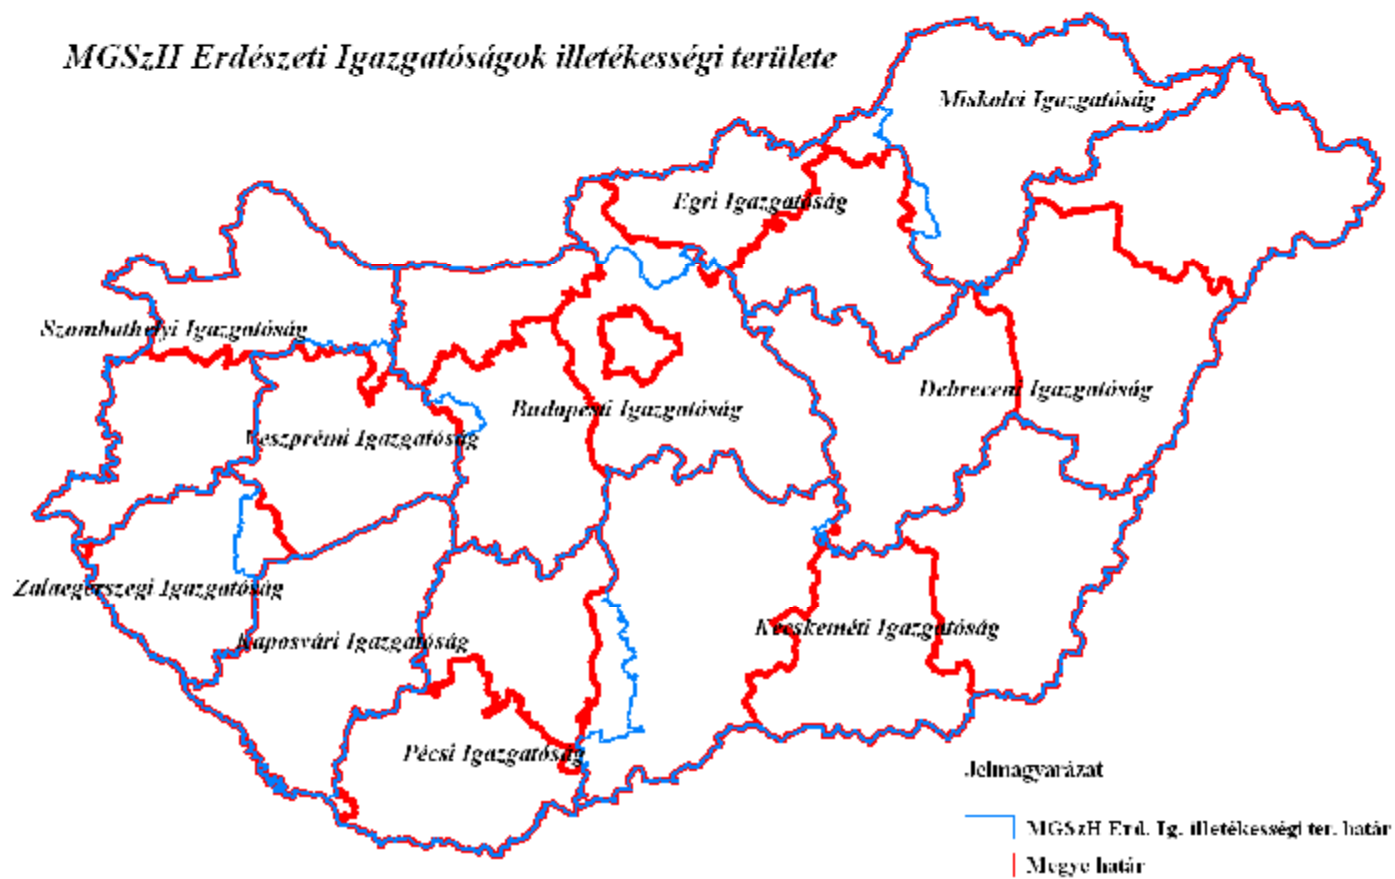 MGSzH Erdészeti Igazgatóságok illetékességi területe
Miskolci Igazgatóság
Egri Igazgatóság
Szombathelyi Igazgatóság
Debreceni Igazgatóság
Budapesti Igazgatóság
Veszprémi Igazgatóság
Zalaegerszegi Igazgatóság
Kaposvári Igazgatóság
Kecskeméti Igazgatóság
Pécsi Igazgatóság
Jelmagyarázat
MGSzH Erd. Ig. illetékességi ter. határ
Megye határ